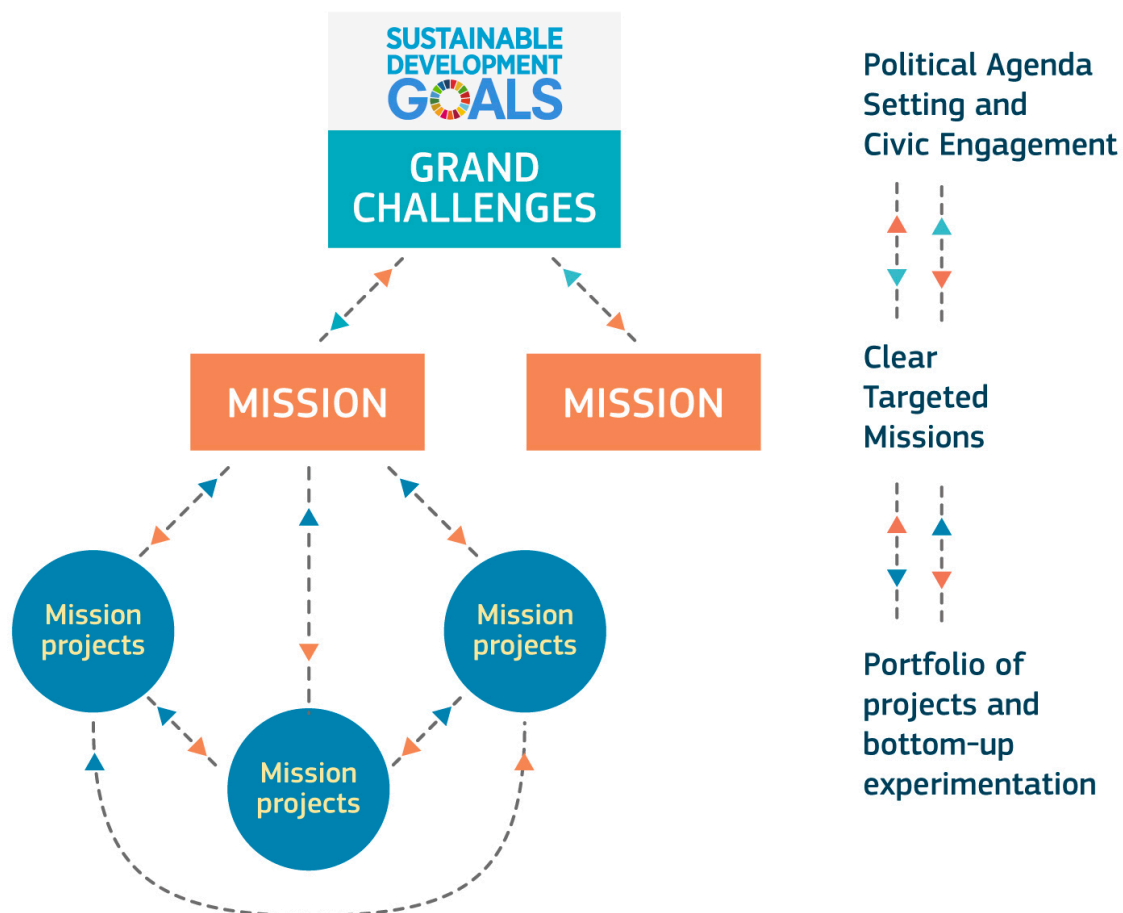 SUSTAINABLE
DEVELOPMENT
GOALS
GRAND
CHALLENGES
MISSION
MISSION
Mission
projects
Mission
projects
Mission
projects
Political Agenda
Setting and
Civic Engagement
Clear
Targeted
Missions
Portfolio of
projects and
bottom-up
experimentation